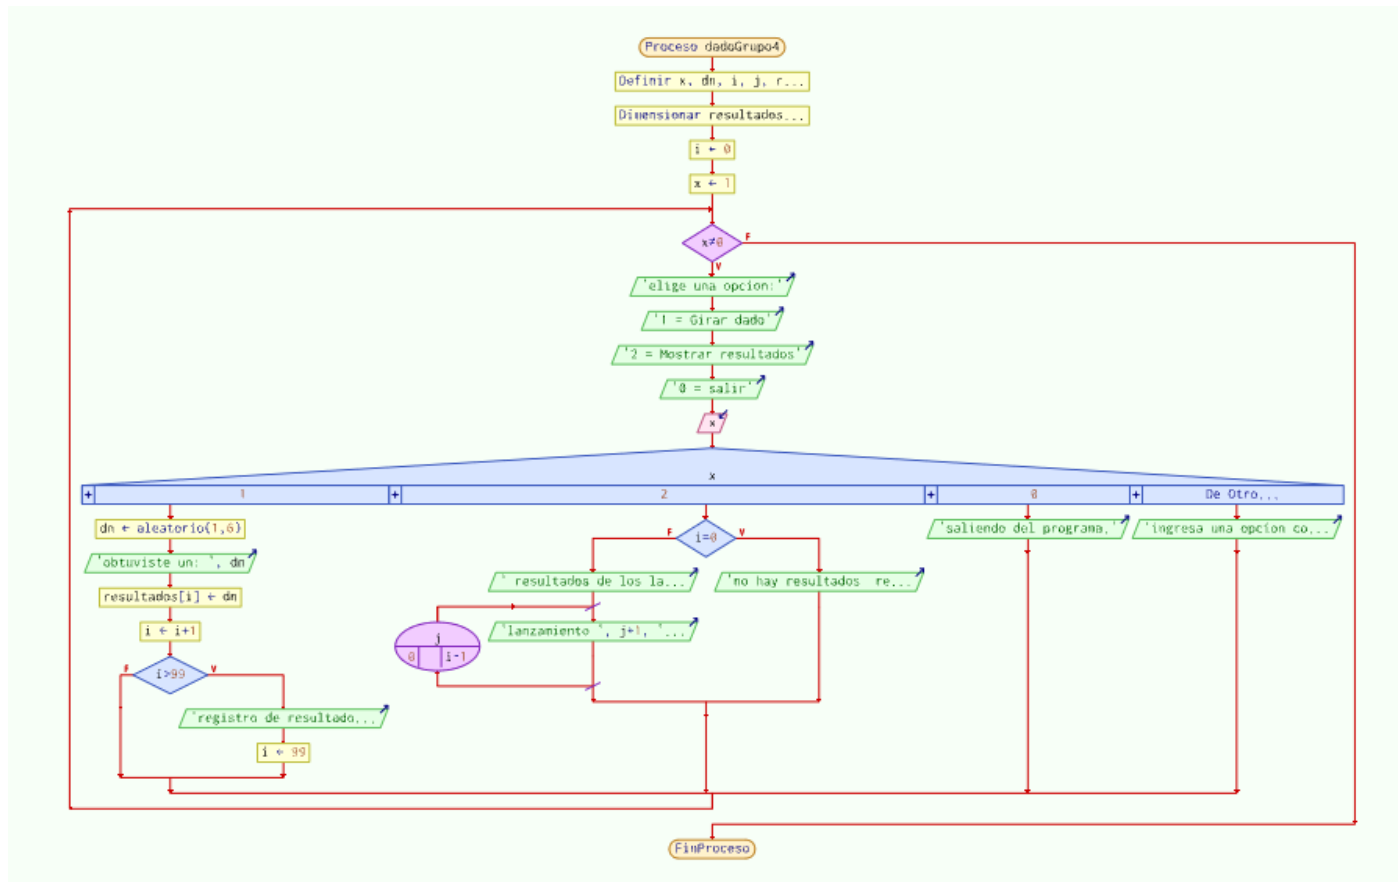 Proceso dadoGrupo4
Definir x, dn, i, j, r...
Dimensionar resultados...
i ← 0
x ← 1
x≠0
F
V
'elige una opcion:'
'1 = Girar dado'
'2 = Mostrar resultados'
'0 = salir'
x
x
+ 1 + 2 + 0 + De Otro...
dn ← aleatorio(1,6)
'obtuviste un: ', dn
resultados[i] ← dn
i ← i+1
i>99
F
V
'registro de resultado...
i ← 99
i=0
F
V
' resultados de los la...
'no hay resultados re...
j
0 i-1
'lanzamiento ', j+1, '...
'saliendo del programa.'
'ingresa una opcion co...
FinProceso